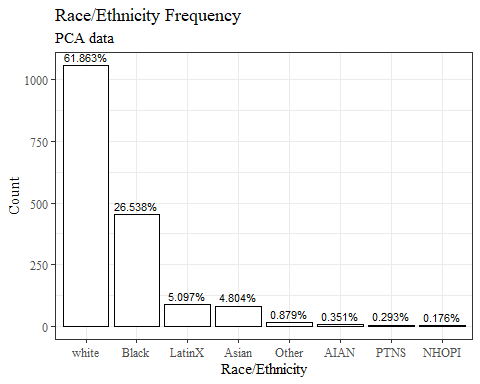 Race/Ethnicity Frequency
PCA data
61.863%
26.538%
5.097%
4.804%
0.879%
0.351%
0.293%
0.176%
1000
750
500
250
0
Count
white Black LatinX Asian Other AIAN PTNS NHOPI
Race/Ethnicity